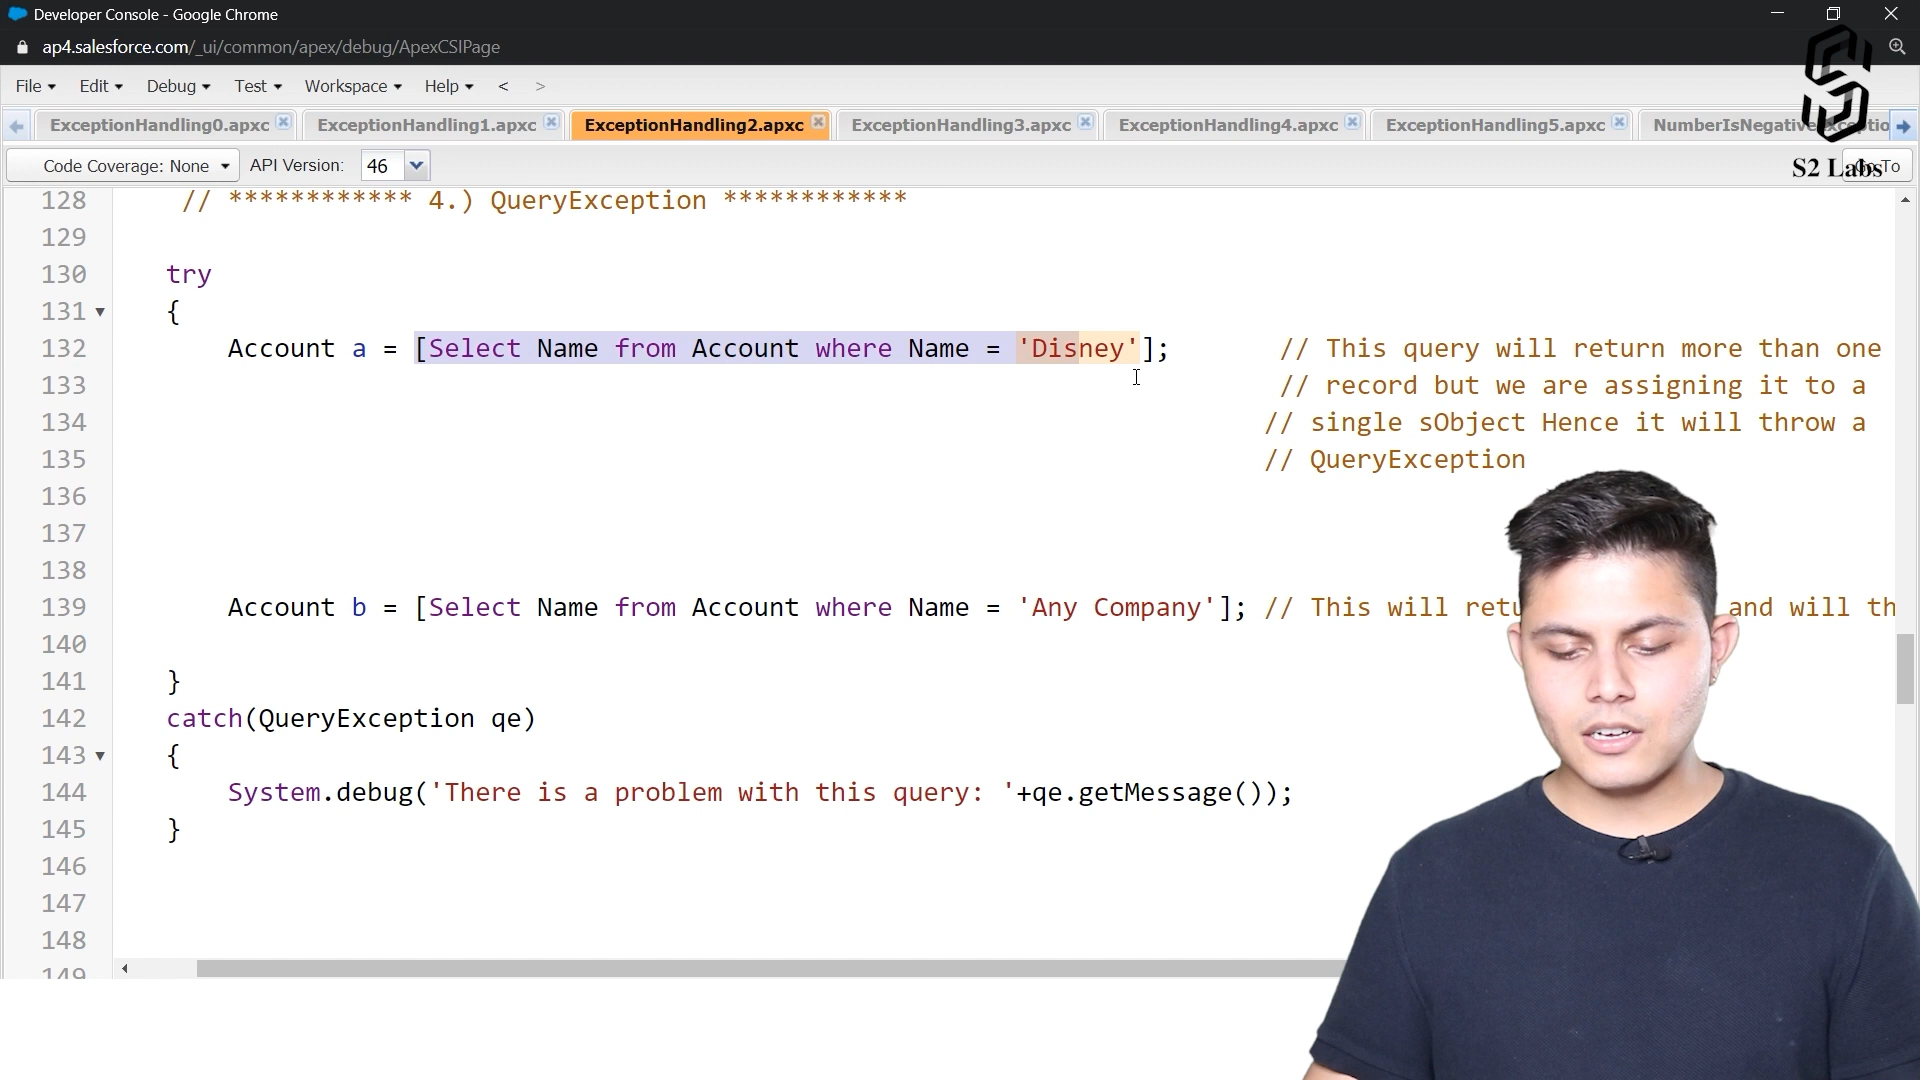 Developer Console - Google Chrome
ap4.salesforce.com/_ui/common/apex/debug/ApexCSIPage
File Edit Debug Test Workspace Help < >
ExceptionHandling0.apxc ExceptionHandling1.apxc ExceptionHandling2.apxc ExceptionHandling3.apxc ExceptionHandling4.apxc ExceptionHandling5.apxc
Code Coverage: None API Version: 46 To
S2 Labs
128 // ************ 4.) QueryException ************
129
130 try
131 {
132 Account a = [Select Name from Account where Name = 'Disney']; // This query will return more than one
133 // record but we are assigning it to a
134 // single sObject Hence it will throw a
135 // QueryException
136
137
138
139 Account b = [Select Name from Account where Name = 'Any Company']; // This will and will
140
141 }
142 catch(QueryException qe)
143 {
144 System.debug('There is a problem with this query: '+qe.getMessage());
145 }
146
147
148
149